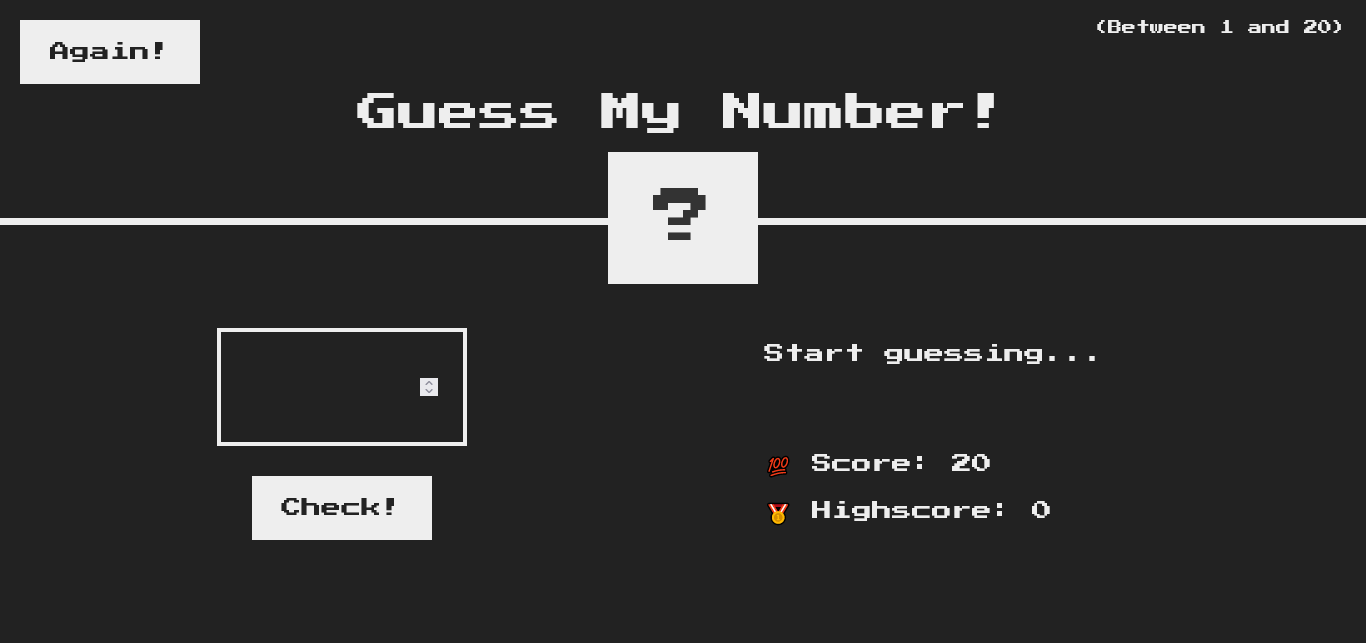 Again!
(Between 1 and 20)
Guess My Number!
?
Start guessing...
Check!
💯 Score: 20
🥇 Highscore: 0